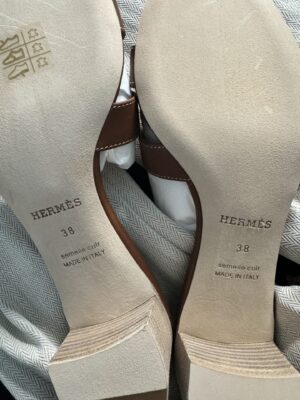 HERMÈS
38
semelle cuir
MADE IN ITALY
HERMÈS
38
semelle cuir
MADE IN ITALY